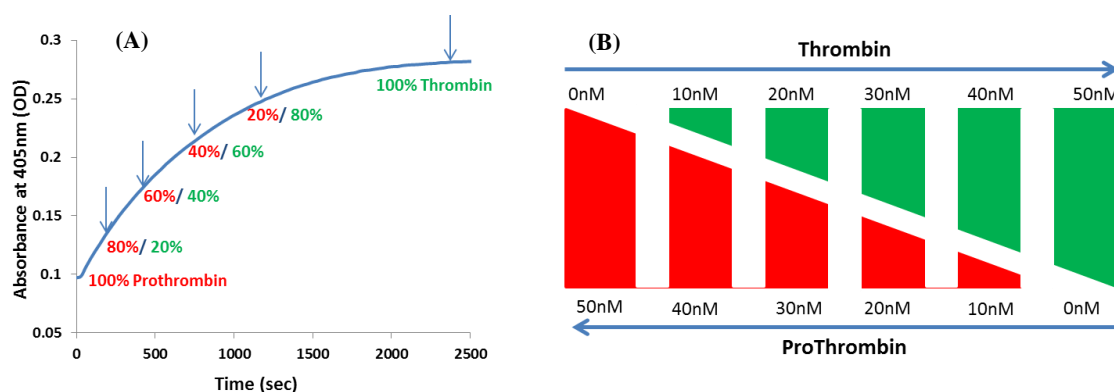 (A)
0.3
0.25
0.2
0.15
0.1
0.05
Absorbance at 405nm (OD)
0 500 1000 1500 2000 2500
Time (sec)
100% Thrombin
20%/ 80%
40%/ 60%
60%/ 40%
80%/ 20%
100% Prothrombin
(B)
Thrombin
0nM 10nM 20nM 30nM 40nM 50nM
50nM 40nM 30nM 20nM 10nM 0nM
ProThrombin